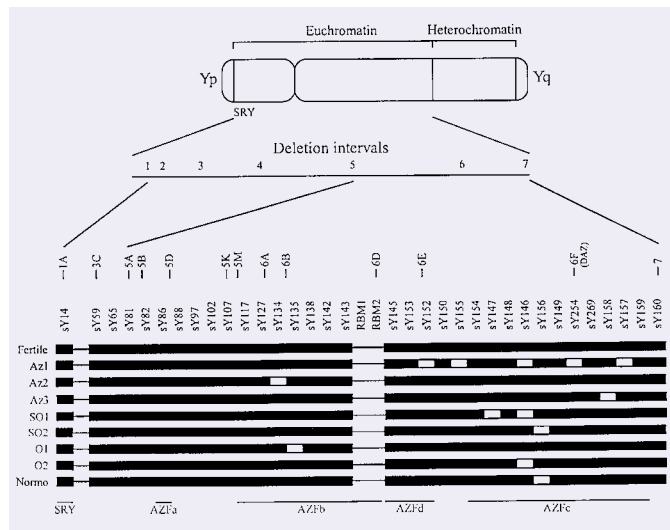 Euchromatin Heterochromatin
Yp Yq
SRY
Deletion intervals
1 2 3 4 5 6 7
1A 3C 5A 5B 5D 5K 5M 6A 6B 6D 6E 6F (DAZ) 7
sY14 sY59 sY65 sY81 sY82 sY86 sY88 sY97 sY102 sY107 sY117 sY127 sY134 sY135 sY138 sY142 sY143 RBM1 RBM2 sY145 sY153 sY152 sY150 sY155 sY154 sY147 sY148 sY146 sY156 sY149 sY254 sY269 sY158 sY157 sY159 sY160
Fertile
Az1
Az2
Az3
SO1
SO2
O1
O2
Normo
SRY AZFa AZFb AZFd AZFc